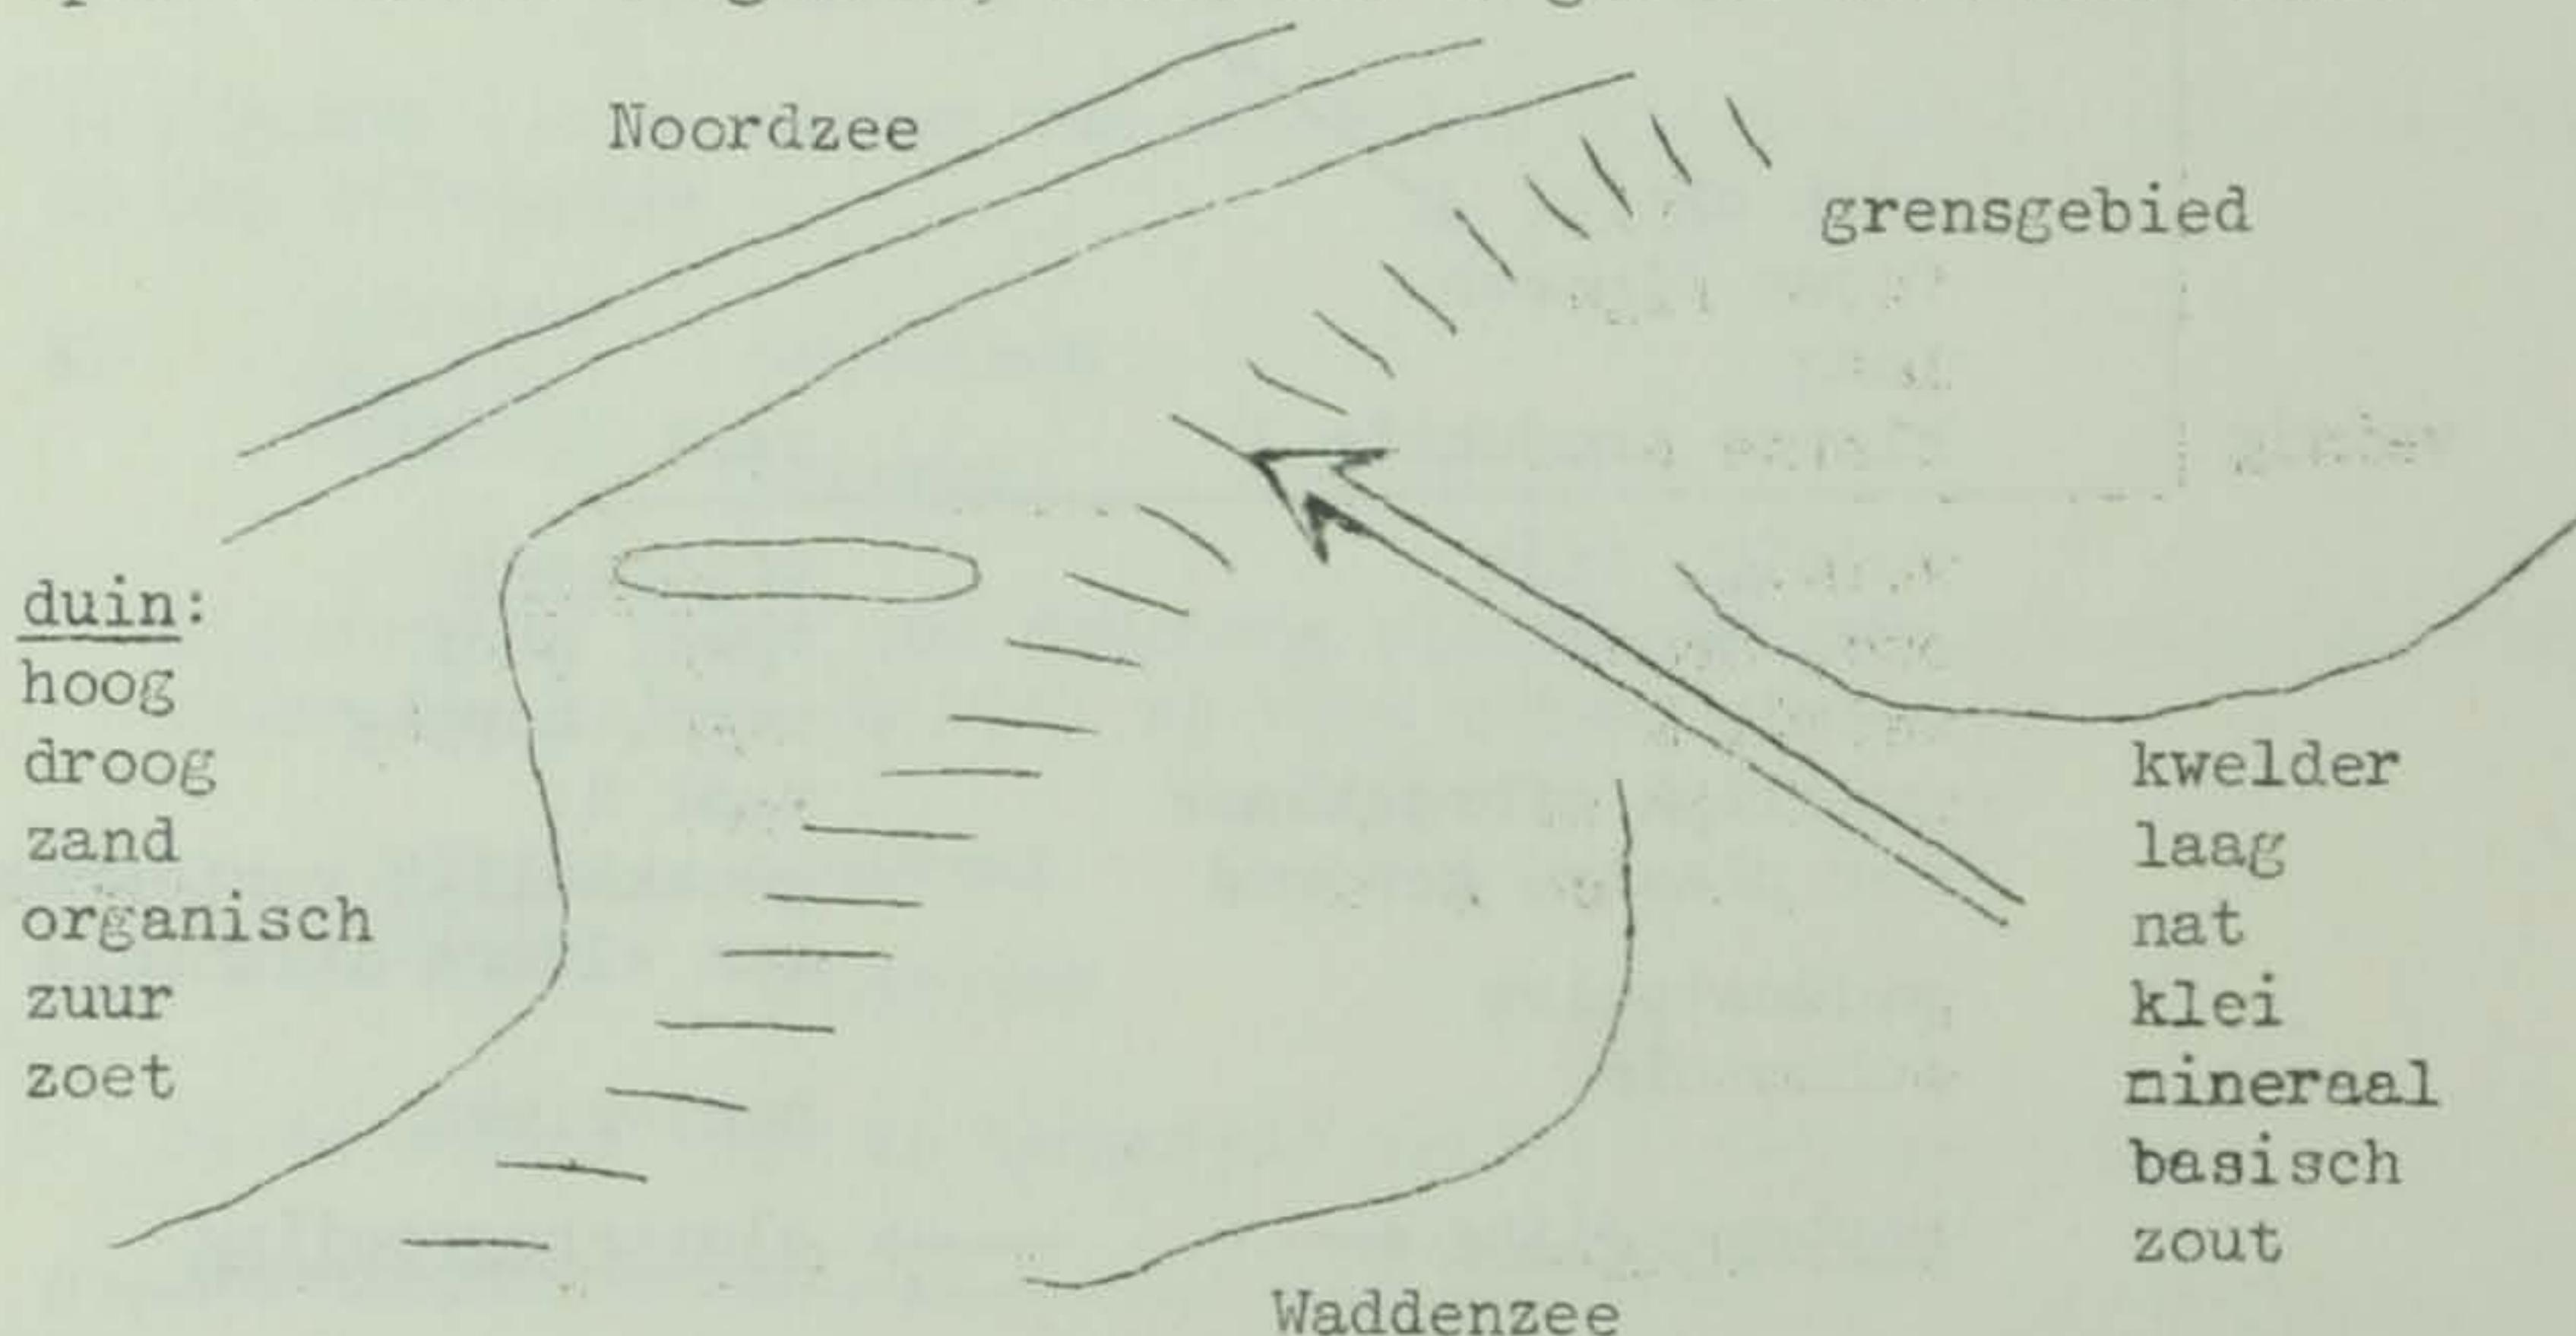 Noordzee
grensgebied
duin:
hoog
droog
zand
organisch
zuur
zoet
kwelder
laag
nat
klei
mineraal
basisch
zout
Waddenzee